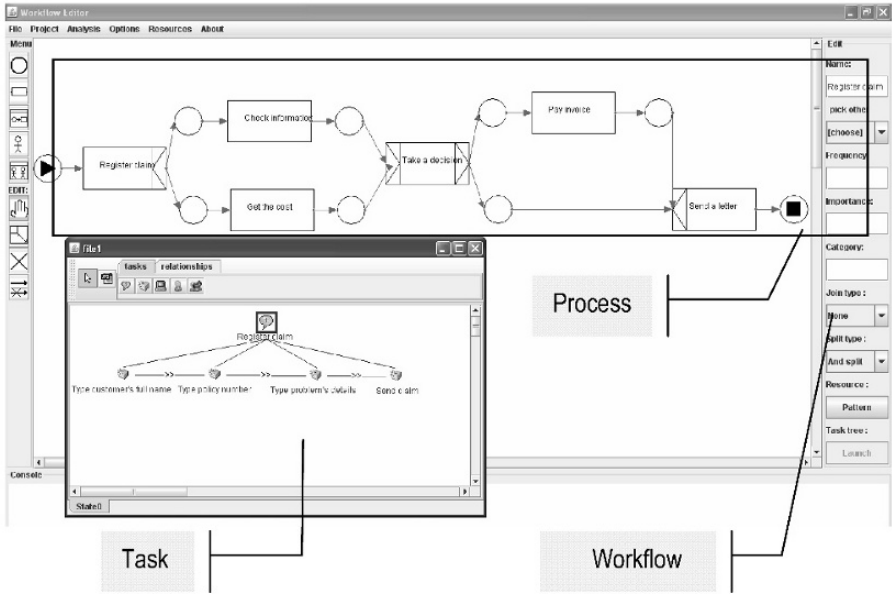 Workflow Editor
File Project Analysis Options Resources About
Menu
EDIT:
Register claim
Check information
Get the cost
Take a decision
Pay invoice
Send a letter
Edit
Name:
Register claim
pick othe
[choose]
Frequency
Importance:
Category:
Join type :
None
Split type :
And split
Resource :
Pattern
Task tree :
Launch
file1
tasks relationships
Register claim
>> >> >>
Type customer's full name Type policy number Type problem's details Send claim
State0
Console
Process
Task
Workflow